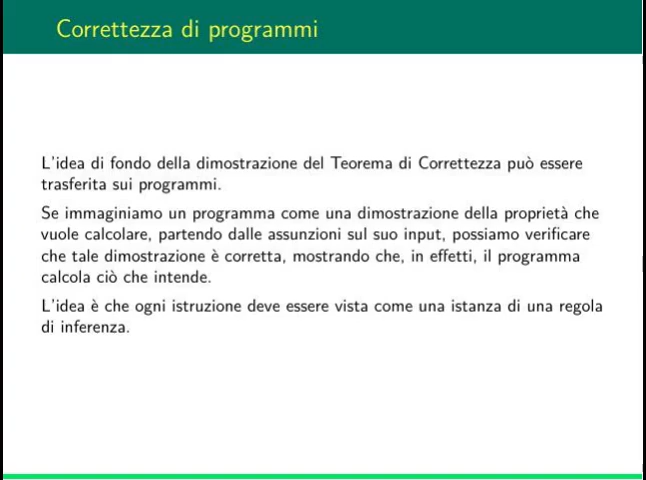 Correttezza di programmi
L'idea di fondo della dimostrazione del Teorema di Correttezza può essere
trasferita sui programmi.
Se immaginiamo un programma come una dimostrazione della proprietà che
vuole calcolare, partendo dalle assunzioni sul suo input, possiamo verificare
che tale dimostrazione è corretta, mostrando che, in effetti, il programma
calcola ciò che intende.
L'idea è che ogni istruzione deve essere vista come una istanza di una regola
di inferenza.